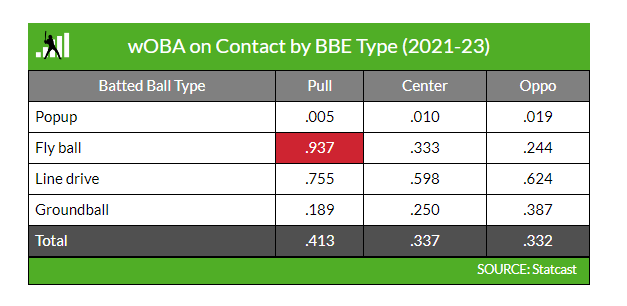 wOBA on Contact by BBE Type (2021-23)
Batted Ball Type Pull Center Oppo
Popup .005 .010 .019
Fly ball .937 .333 .244
Line drive .755 .598 .624
Groundball .189 .250 .387
Total .413 .337 .332
SOURCE: Statcast